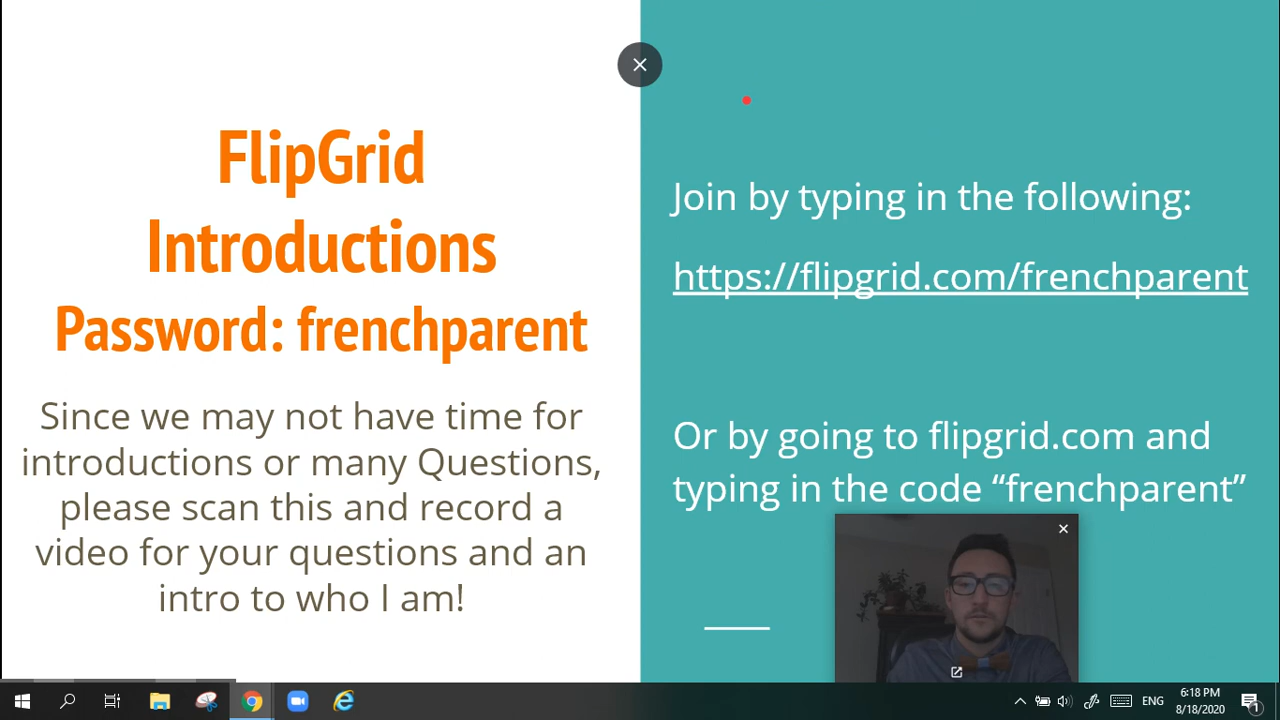 FlipGrid
Introductions
Password: frenchparent
Since we may not have time for
introductions or many Questions,
please scan this and record a
video for your questions and an
intro to who I am!
Join by typing in the following:
https://flipgrid.com/frenchparent
Or by going to flipgrid.com and
typing in the code “frenchparent”
ENG
6:18 PM
8/18/2020
1